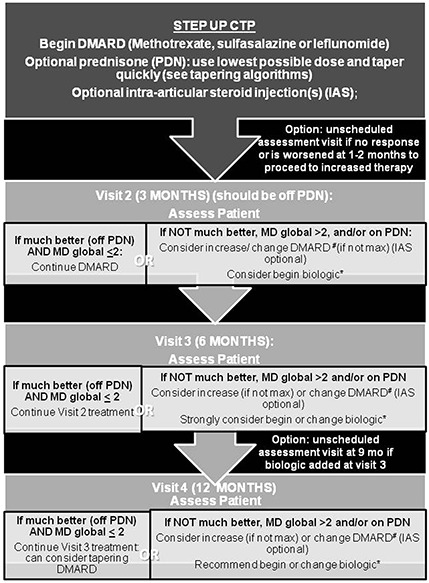 STEP UP CTP
Begin DMARD (Methotrexate, sulfasalazine or leflunomide)
Optional prednisone (PDN): use lowest possible dose and taper
quickly (see tapering algorithms)
Optional intra-articular steroid injection(s) (IAS);
Option: unscheduled
assessment visit if no response
or is worsened at 1-2 months to
proceed to increased therapy
Visit 2 (3 MONTHS) (should be off PDN):
Assess Patient
If much better (off PDN)
AND MD global ≤2:
Continue DMARD
OR
If NOT much better, MD global >2, and/or on PDN:
Consider increase/ change DMARD # (if not max) (IAS
optional)
Consider begin biologic*
Visit 3 (6 MONTHS):
Assess Patient
If much better (off PDN)
AND MD global ≤ 2
Continue Visit 2 treatment
OR
If NOT much better, MD global >2 and/or on PDN
Consider increase (if not max) or change DMARD# (IAS
optional)
Strongly consider begin or change biologic*
Option: unscheduled
assessment visit at 9 mo if
biologic added at visit 3
Visit 4 (12 MONTHS)
Assess Patient
If much better (off PDN)
AND MD global ≤ 2
Continue Visit 3 treatment:
can consider tapering
DMARD
OR
If NOT much better, MD global >2 and/or on PDN
Consider increase (if not max) or change DMARD# (IAS
optional)
Recommend begin or change biologic*